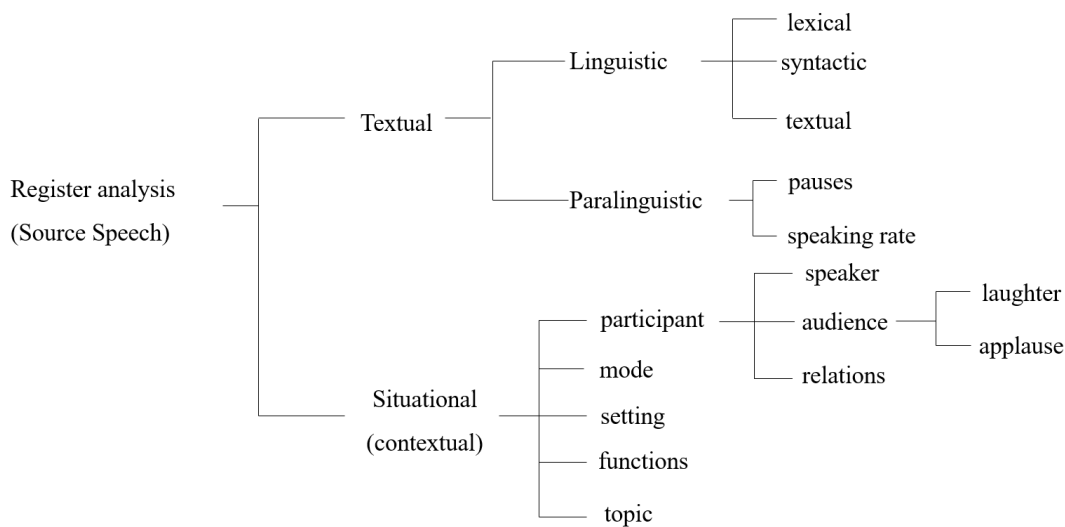 Register analysis
(Source Speech)
Textual
Linguistic
lexical
syntactic
textual
Paralinguistic
pauses
speaking rate
Situational
(contextual)
participant
speaker
audience
laughter
applause
relations
mode
setting
functions
topic